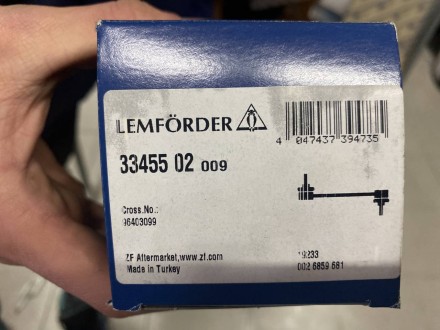 LEMFÖRDER
4 047437 394735
33455 02 009
Cross.No.:
96403099
ZF Aftermarket,www.zf.com
Made in Turkey
19233
002 6859 681